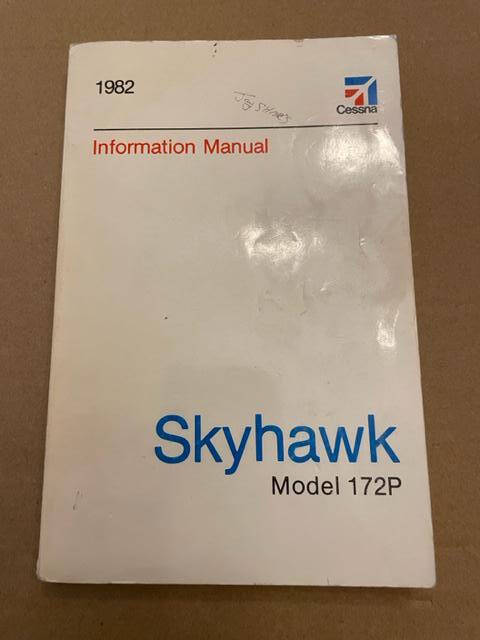 1982
Cessna
Information Manual
Skyhawk
Model 172P